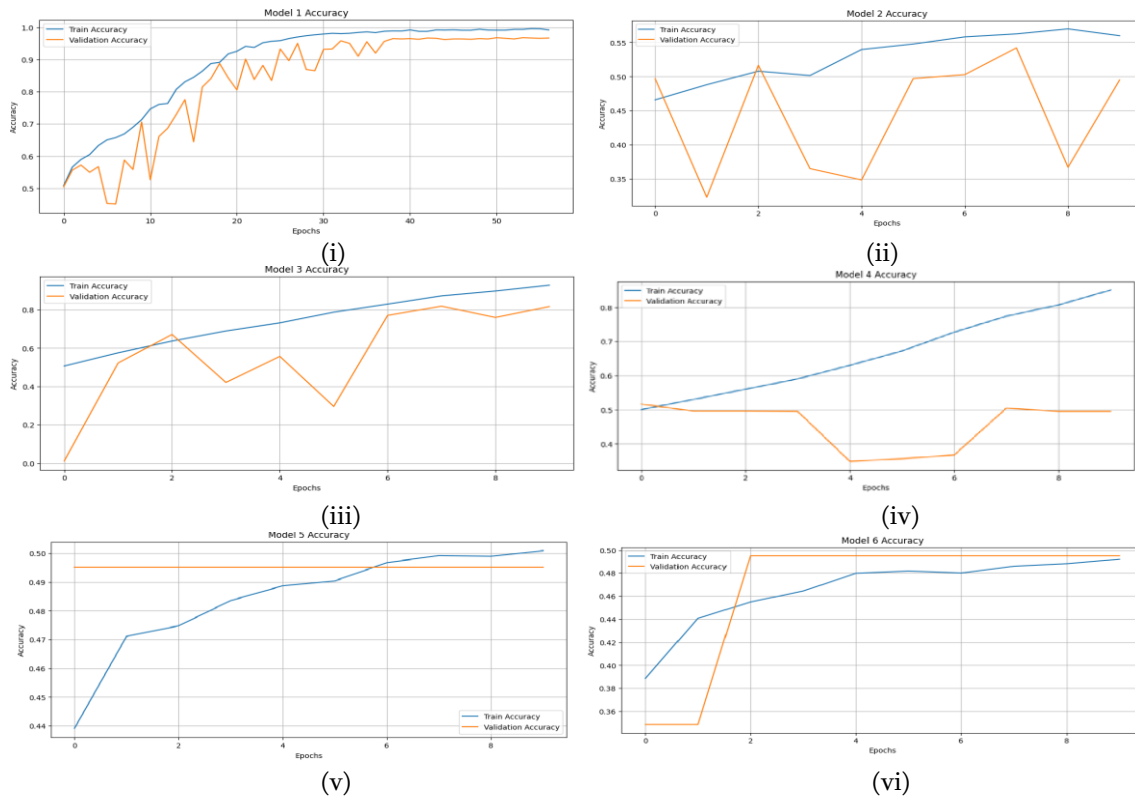 Model 1 Accuracy
Train Accuracy
Validation Accuracy
1.0
0.9
0.8
0.7
0.6
0.5
Accuracy
0 10 20 30 40 50
Epochs
(i)
Model 2 Accuracy
Train Accuracy
Validation Accuracy
0.55
0.50
0.45
0.40
0.35
Accuracy
0 2 4 6 8
Epochs
(ii)
Model 3 Accuracy
Train Accuracy
Validation Accuracy
0.8
0.6
0.4
0.2
0.0
Accuracy
0 2 4 6 8
Epochs
(iii)
Model 4 Accuracy
Train Accuracy
Validation Accuracy
0.8
0.7
0.6
0.5
0.4
Accuracy
0 2 4 6 8
Epochs
(iv)
Model 5 Accuracy
0.50
0.49
0.48
0.47
0.46
0.45
0.44
Accuracy
Train Accuracy
Validation Accuracy
0 2 4 6 8
Epochs
(v)
Model 6 Accuracy
Train Accuracy
Validation Accuracy
0.50
0.48
0.46
0.44
0.42
0.40
0.38
0.36
Accuracy
0 2 4 6 8
Epochs
(vi)